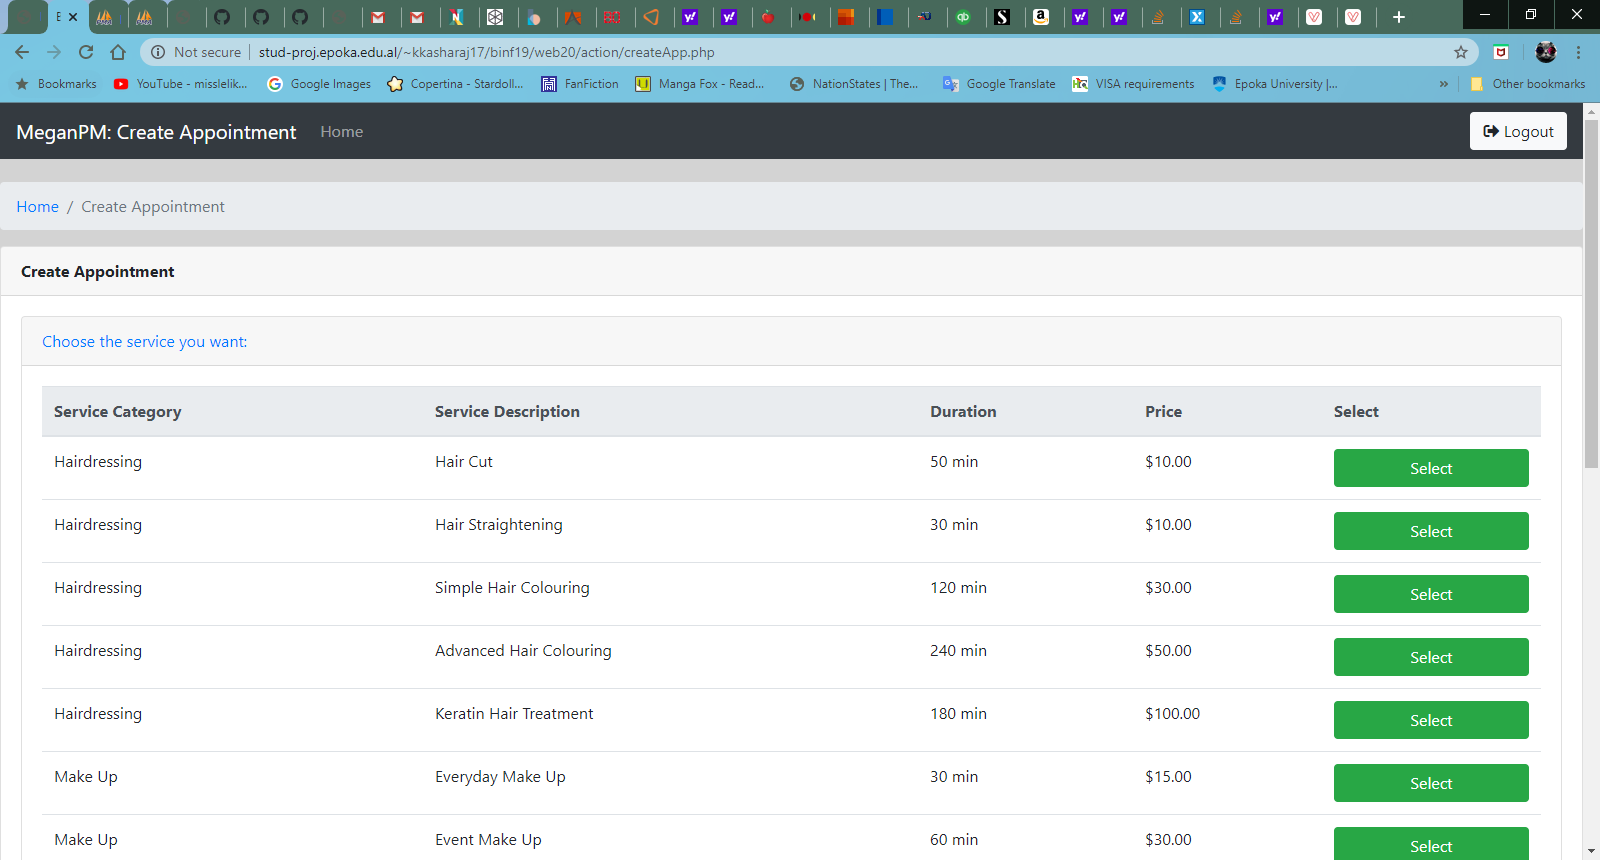 E
Not secure | stud-proj.epoka.edu.al/~kkasharaj17/binf19/web20/action/createApp.php
Bookmarks YouTube - misslelik... Google Images Copertina - Stardoll... FanFiction Manga Fox - Read... NationStates | The... Google Translate VISA requirements Epoka University |... » Other bookmarks
MeganPM: Create Appointment Home Logout
Home / Create Appointment
Create Appointment
Choose the service you want:
Service Category Service Description Duration Price Select
Hairdressing Hair Cut 50 min $10.00 Select
Hairdressing Hair Straightening 30 min $10.00 Select
Hairdressing Simple Hair Colouring 120 min $30.00 Select
Hairdressing Advanced Hair Colouring 240 min $50.00 Select
Hairdressing Keratin Hair Treatment 180 min $100.00 Select
Make Up Everyday Make Up 30 min $15.00 Select
Make Up Event Make Up 60 min $30.00 Select